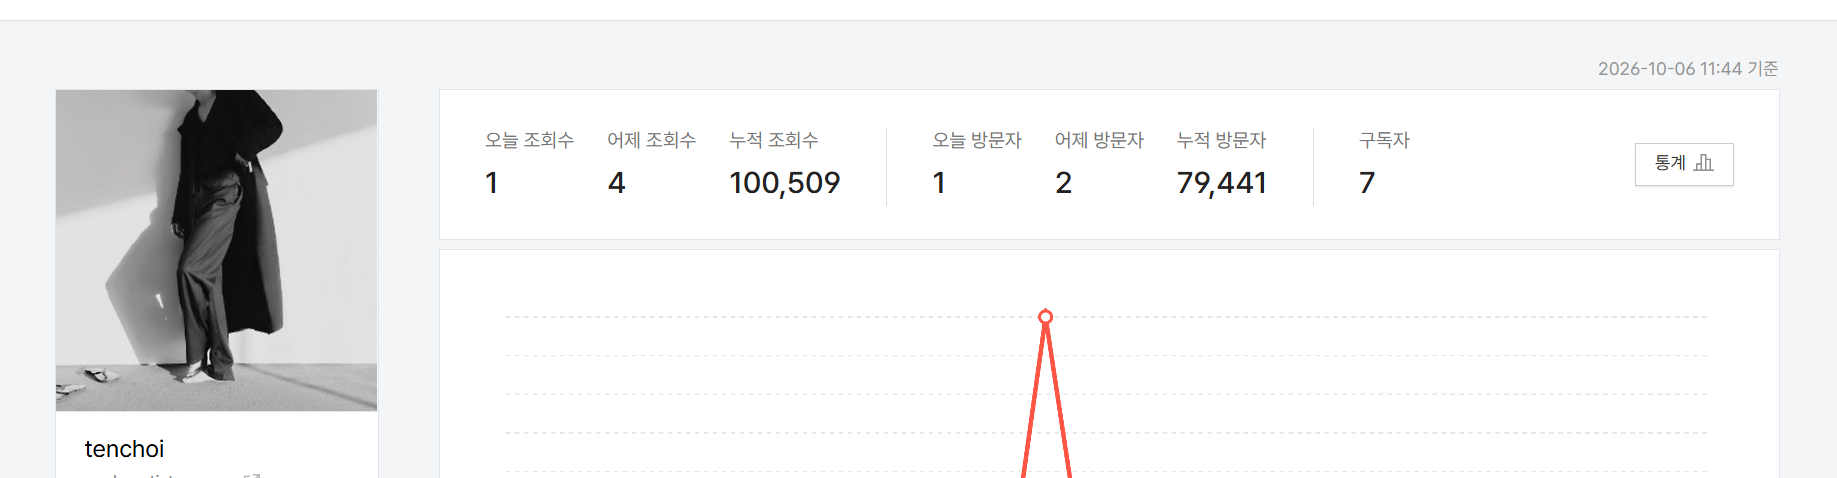 2026-10-06 11:44 기준
오늘 조회수 어제 조회수 누적 조회수 오늘 방문자 어제 방문자 누적 방문자 구독자
1 4 100,509 1 2 79,441 7
통계
tenchoi